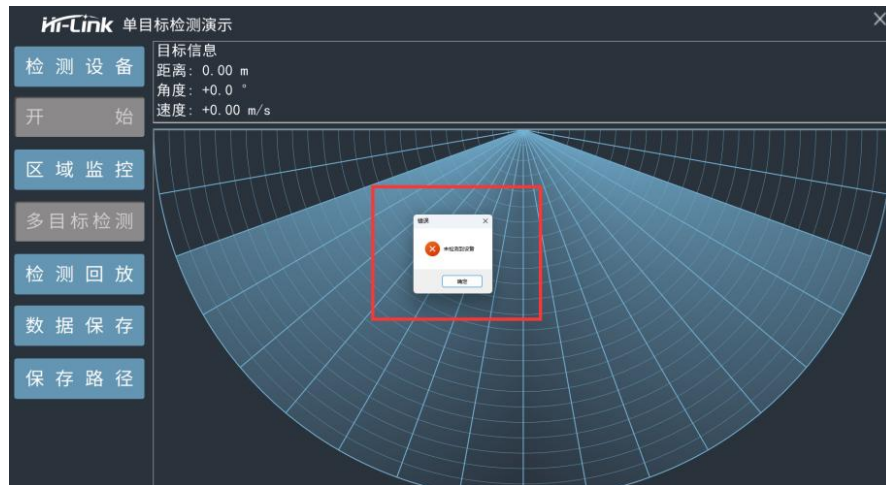 Hi-Link 单目标检测演示
目标信息
距离: 0.00 m
角度: +0.0 °
速度: +0.00 m/s
检测设备
开始
区域监控
多目标检测
检测回放
数据保存
保存路径
错误
未检测到设备
确定